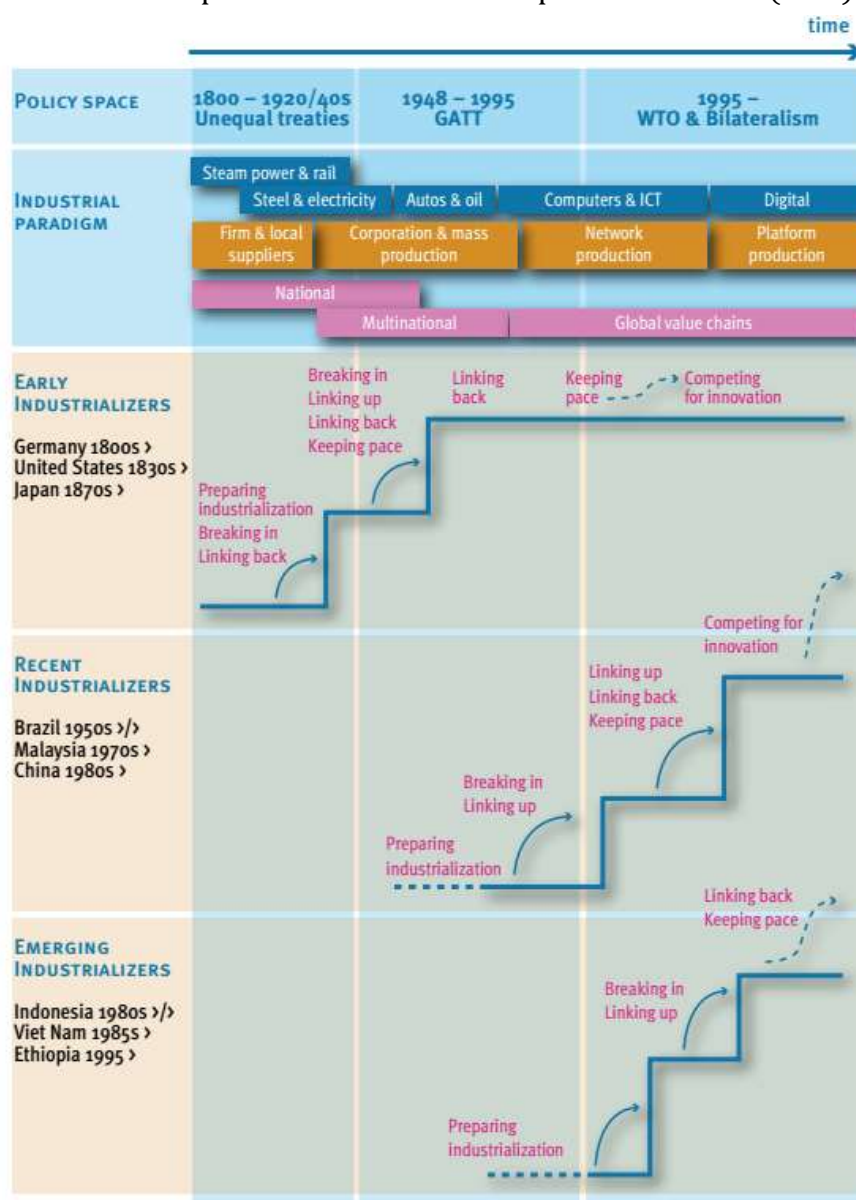 time
POLICY SPACE
1800 – 1920/40s
Unequal treaties
1948 – 1995
GATT
1995 –
WTO & Bilateralism
INDUSTRIAL
PARADIGM
Steam power & rail
Steel & electricity
Autos & oil
Computers & ICT
Digital
Firm & local
suppliers
Corporation & mass
production
Network
production
Platform
production
National
Multinational
Global value chains
EARLY
INDUSTRIALIZERS
Germany 1800s >
United States 1830s >
Japan 1870s >
Preparing
industrialization
Breaking in
Linking back
Breaking in
Linking up
Linking back
Keeping pace
Linking
back
Keeping
pace
Competing
for innovation
RECENT
INDUSTRIALIZERS
Brazil 1950s >/>
Malaysia 1970s >
China 1980s >
Preparing
industrialization
Breaking in
Linking up
Linking up
Linking back
Keeping pace
Competing for
innovation
EMERGING
INDUSTRIALIZERS
Indonesia 1980s >/>
Viet Nam 1985s >
Ethiopia 1995 >
Preparing
industrialization
Breaking in
Linking up
Linking back
Keeping pace